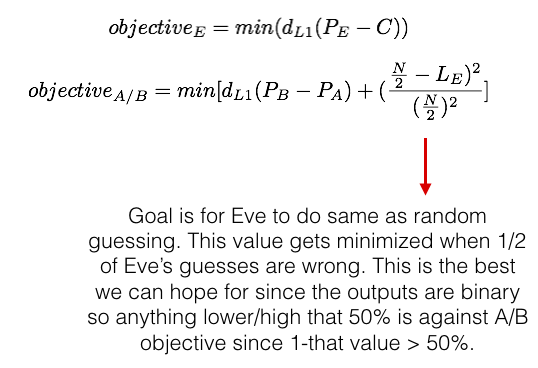 objective_E = min(d_{L1}(P_E − C))
objective_{A/B} = min[d_{L1}(P_B − P_A) + (\frac{\frac{N}{2} − L_E)^2}{(\frac{N}{2})^2}]
Goal is for Eve to do same as random
guessing. This value gets minimized when 1/2
of Eve's guesses are wrong. This is the best
we can hope for since the outputs are binary
so anything lower/high that 50% is against A/B
objective since 1-that value > 50%.